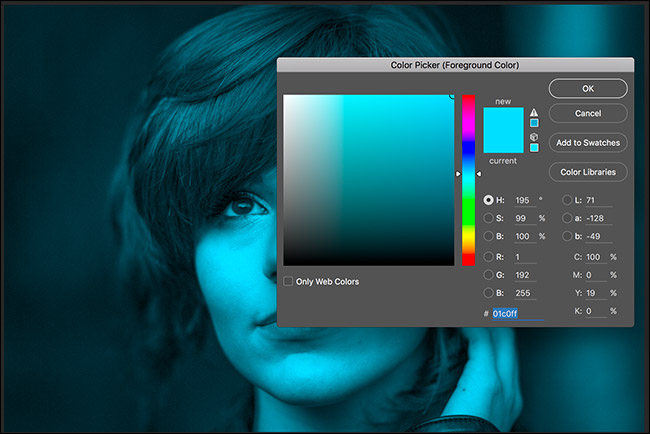 Color Picker (Foreground Color)
new
current
OK
Cancel
Add to Swatches
Color Libraries
H: 195 °
S: 99 %
B: 100 %
R: 1
G: 192
B: 255
# 01c0ff
L: 71
a: -128
b: -49
C: 100 %
M: 0 %
Y: 19 %
K: 0 %
Only Web Colors